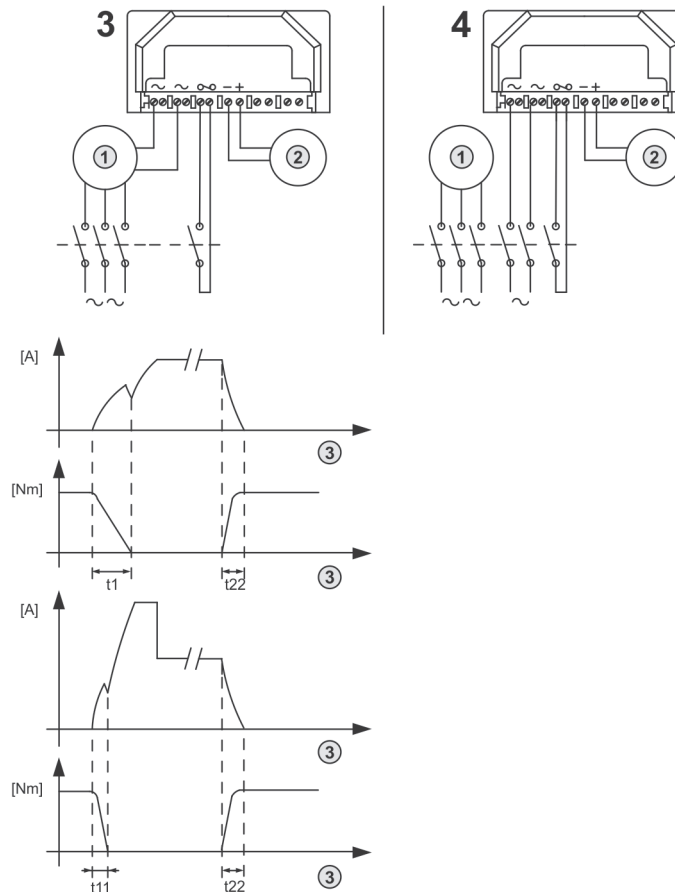 3 4
∼ ∼ − +
∼ ∼ − +
1 2 1 2
∼ ∼ ∼ ∼ ∼
[A]
3
[Nm]
t1 t22 3
[A]
3
[Nm]
t11 t22 3